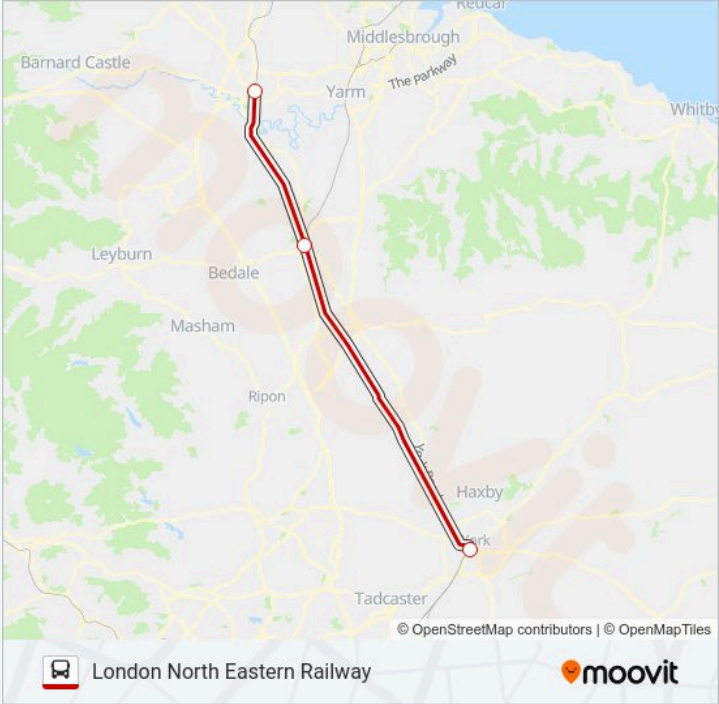 Redcar
Middlesbrough
Barnard Castle
The Parkway
Yarm
Whitby
Leyburn
Bedale
Masham
Ripon
Haxby
York
Tadcaster
© OpenStreetMap contributors | © OpenMapTiles
London North Eastern Railway
moovit
moovit